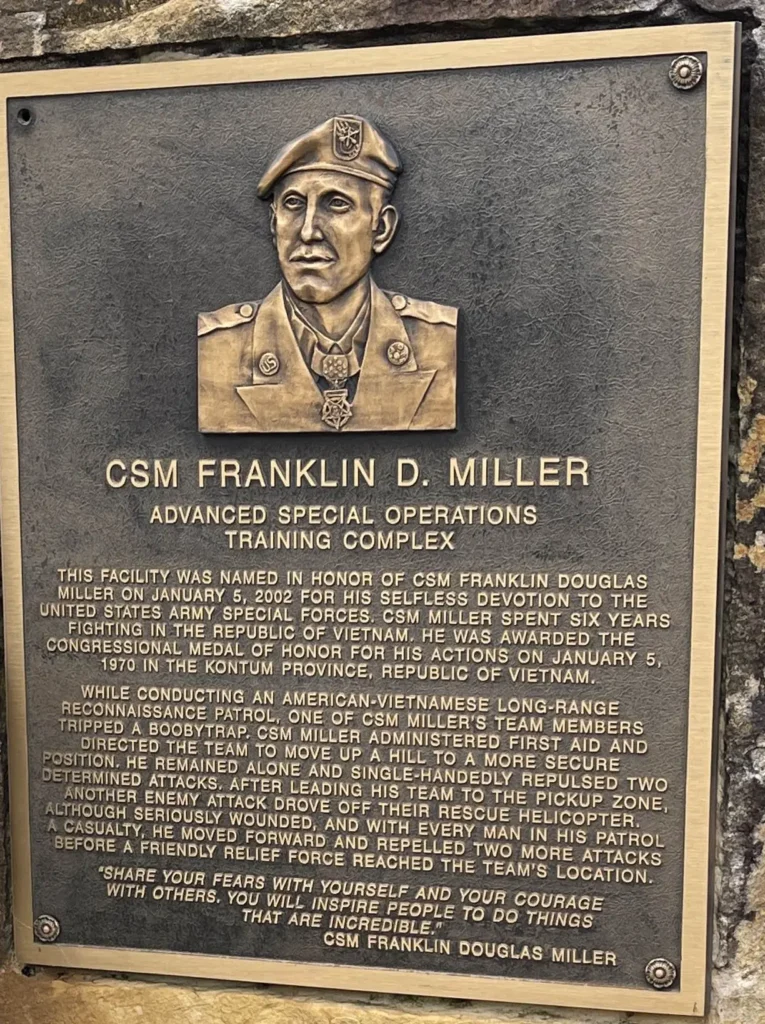 CSM FRANKLIN D. MILLER
ADVANCED SPECIAL OPERATIONS
TRAINING COMPLEX
THIS FACILITY WAS NAMED IN HONOR OF CSM FRANKLIN DOUGLAS
MILLER ON JANUARY 5, 2002 FOR HIS SELFLESS DEVOTION TO THE
UNITED STATES ARMY SPECIAL FORCES. CSM MILLER SPENT SIX YEARS
FIGHTING IN THE REPUBLIC OF VIETNAM. HE WAS AWARDED THE
CONGRESSIONAL MEDAL OF HONOR FOR HIS ACTIONS ON JANUARY 5,
1970 IN THE KONTUM PROVINCE, REPUBLIC OF VIETNAM.
WHILE CONDUCTING AN AMERICAN-VIETNAMESE LONG-RANGE
RECONNAISSANCE PATROL, ONE OF CSM MILLER'S TEAM MEMBERS
TRIPPED A BOOBYTRAP. CSM MILLER ADMINISTERED FIRST AID AND
DIRECTED THE TEAM TO MOVE UP A HILL TO A MORE SECURE
POSITION. HE REMAINED ALONE AND SINGLE-HANDEDLY REPULSED TWO
DETERMINED ATTACKS. AFTER LEADING HIS TEAM TO THE PICKUP ZONE,
ANOTHER ENEMY ATTACK DROVE OFF THEIR RESCUE HELICOPTER.
ALTHOUGH SERIOUSLY WOUNDED, AND WITH EVERY MAN IN HIS PATROL
A CASUALTY, HE MOVED FORWARD AND REPELLED TWO MORE ATTACKS
BEFORE A FRIENDLY RELIEF FORCE REACHED THE TEAM'S LOCATION.
"SHARE YOUR FEARS WITH YOURSELF AND YOUR COURAGE
WITH OTHERS. YOU WILL INSPIRE PEOPLE TO DO THINGS
THAT ARE INCREDIBLE."
CSM FRANKLIN DOUGLAS MILLER